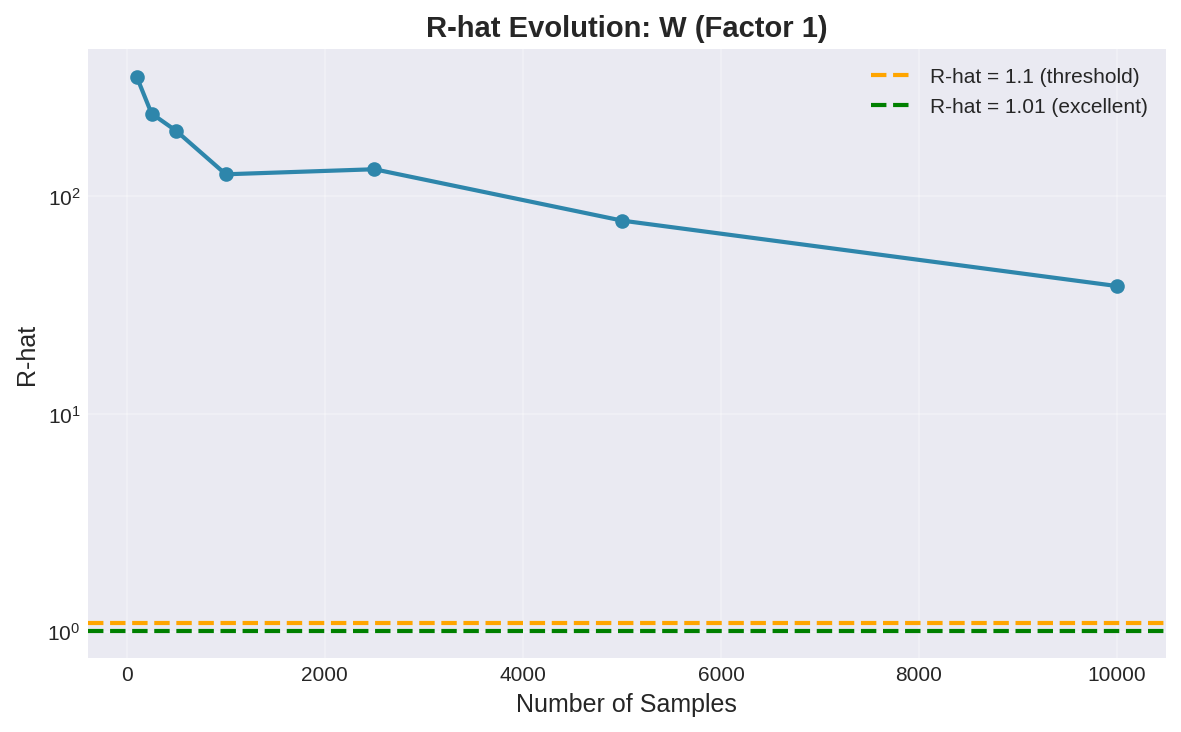 R-hat Evolution: W (Factor 1)
R-hat = 1.1 (threshold)
R-hat = 1.01 (excellent)
R-hat
10²
10¹
10⁰
0 2000 4000 6000 8000 10000
Number of Samples